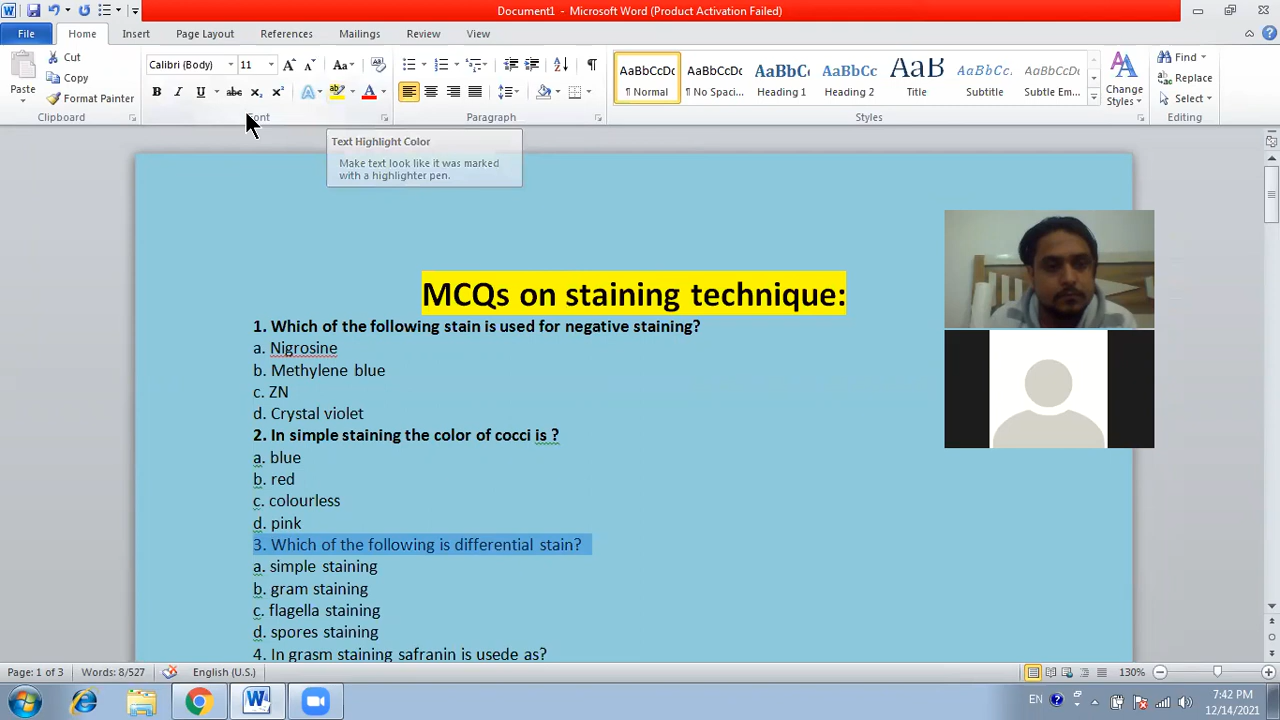 Document1 - Microsoft Word (Product Activation Failed)
File Home Insert Page Layout References Mailings Review View
Paste
Cut
Copy
Format Painter
Clipboard
Calibri (Body) 11
Font
Text Highlight Color
Make text look like it was marked
with a highlighter pen.
Paragraph
AaBbCcDc AaBbCcDc AaBbCc AaBbCc AaB AaBbCcI AaBbCcDc
¶ Normal ¶ No Spaci... Heading 1 Heading 2 Title Subtitle Subtle Em...
Change
Styles
Styles
Find
Replace
Select
Editing
MCQs on staining technique:
1. Which of the following stain is used for negative staining?
a. Nigrosine
b. Methylene blue
c. ZN
d. Crystal violet
2. In simple staining the color of cocci is ?
a. blue
b. red
c. colourless
d. pink
3. Which of the following is differential stain?
a. simple staining
b. gram staining
c. flagella staining
d. spores staining
4. In grasm staining safranin is usede as?
Page: 1 of 3 Words: 8/527 English (U.S.) 130%
EN 7:42 PM
12/14/2021